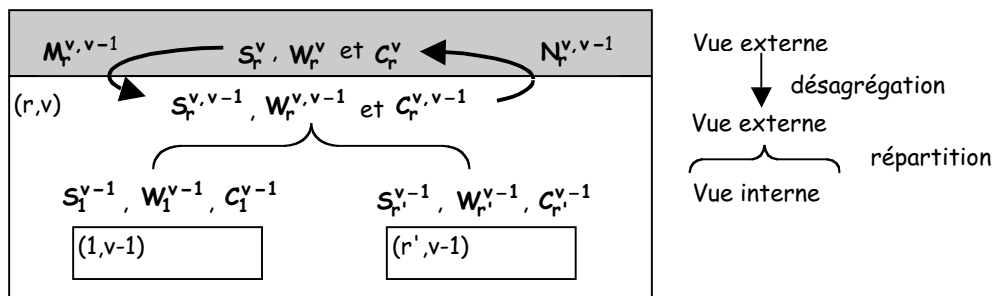 M_r^{v,v-1} S_r^v , W_r^v et C_r^v N_r^{v,v-1}
(r,v) S_r^{v,v-1} , W_r^{v,v-1} et C_r^{v,v-1}
S_1^{v-1} , W_1^{v-1} , C_1^{v-1} S_{r'}^{v-1} , W_{r'}^{v-1} , C_{r'}^{v-1}
(1,v-1) (r',v-1)
Vue externe
désagrégation
Vue externe
répartition
Vue interne